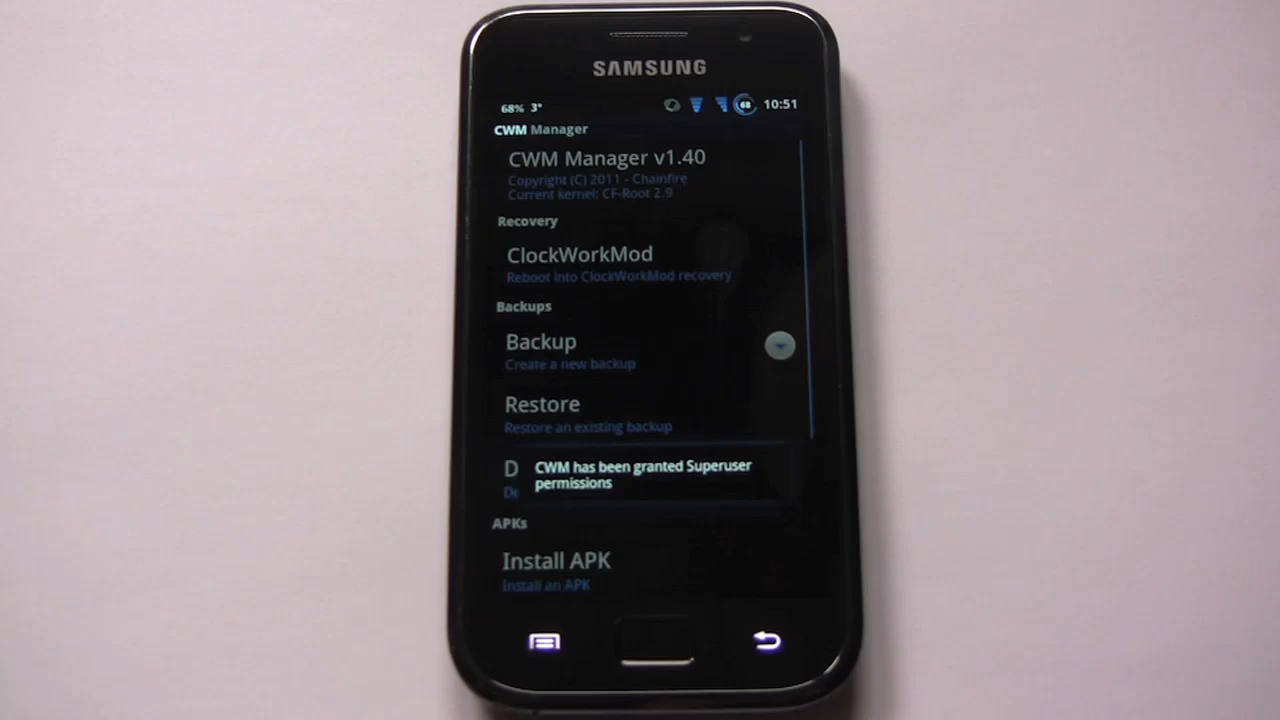 SAMSUNG
68% 3° 68 10:51
CWM Manager
CWM Manager v1.40
Copyright (C) 2011 - Chainfire
Current kernel: CF-Root 2.9
Recovery
ClockWorkMod
Reboot into ClockWorkMod recovery
Backups
Backup
Create a new backup
Restore
Restore an existing backup
D
De
CWM has been granted Superuser
permissions
APKs
Install APK
Install an APK